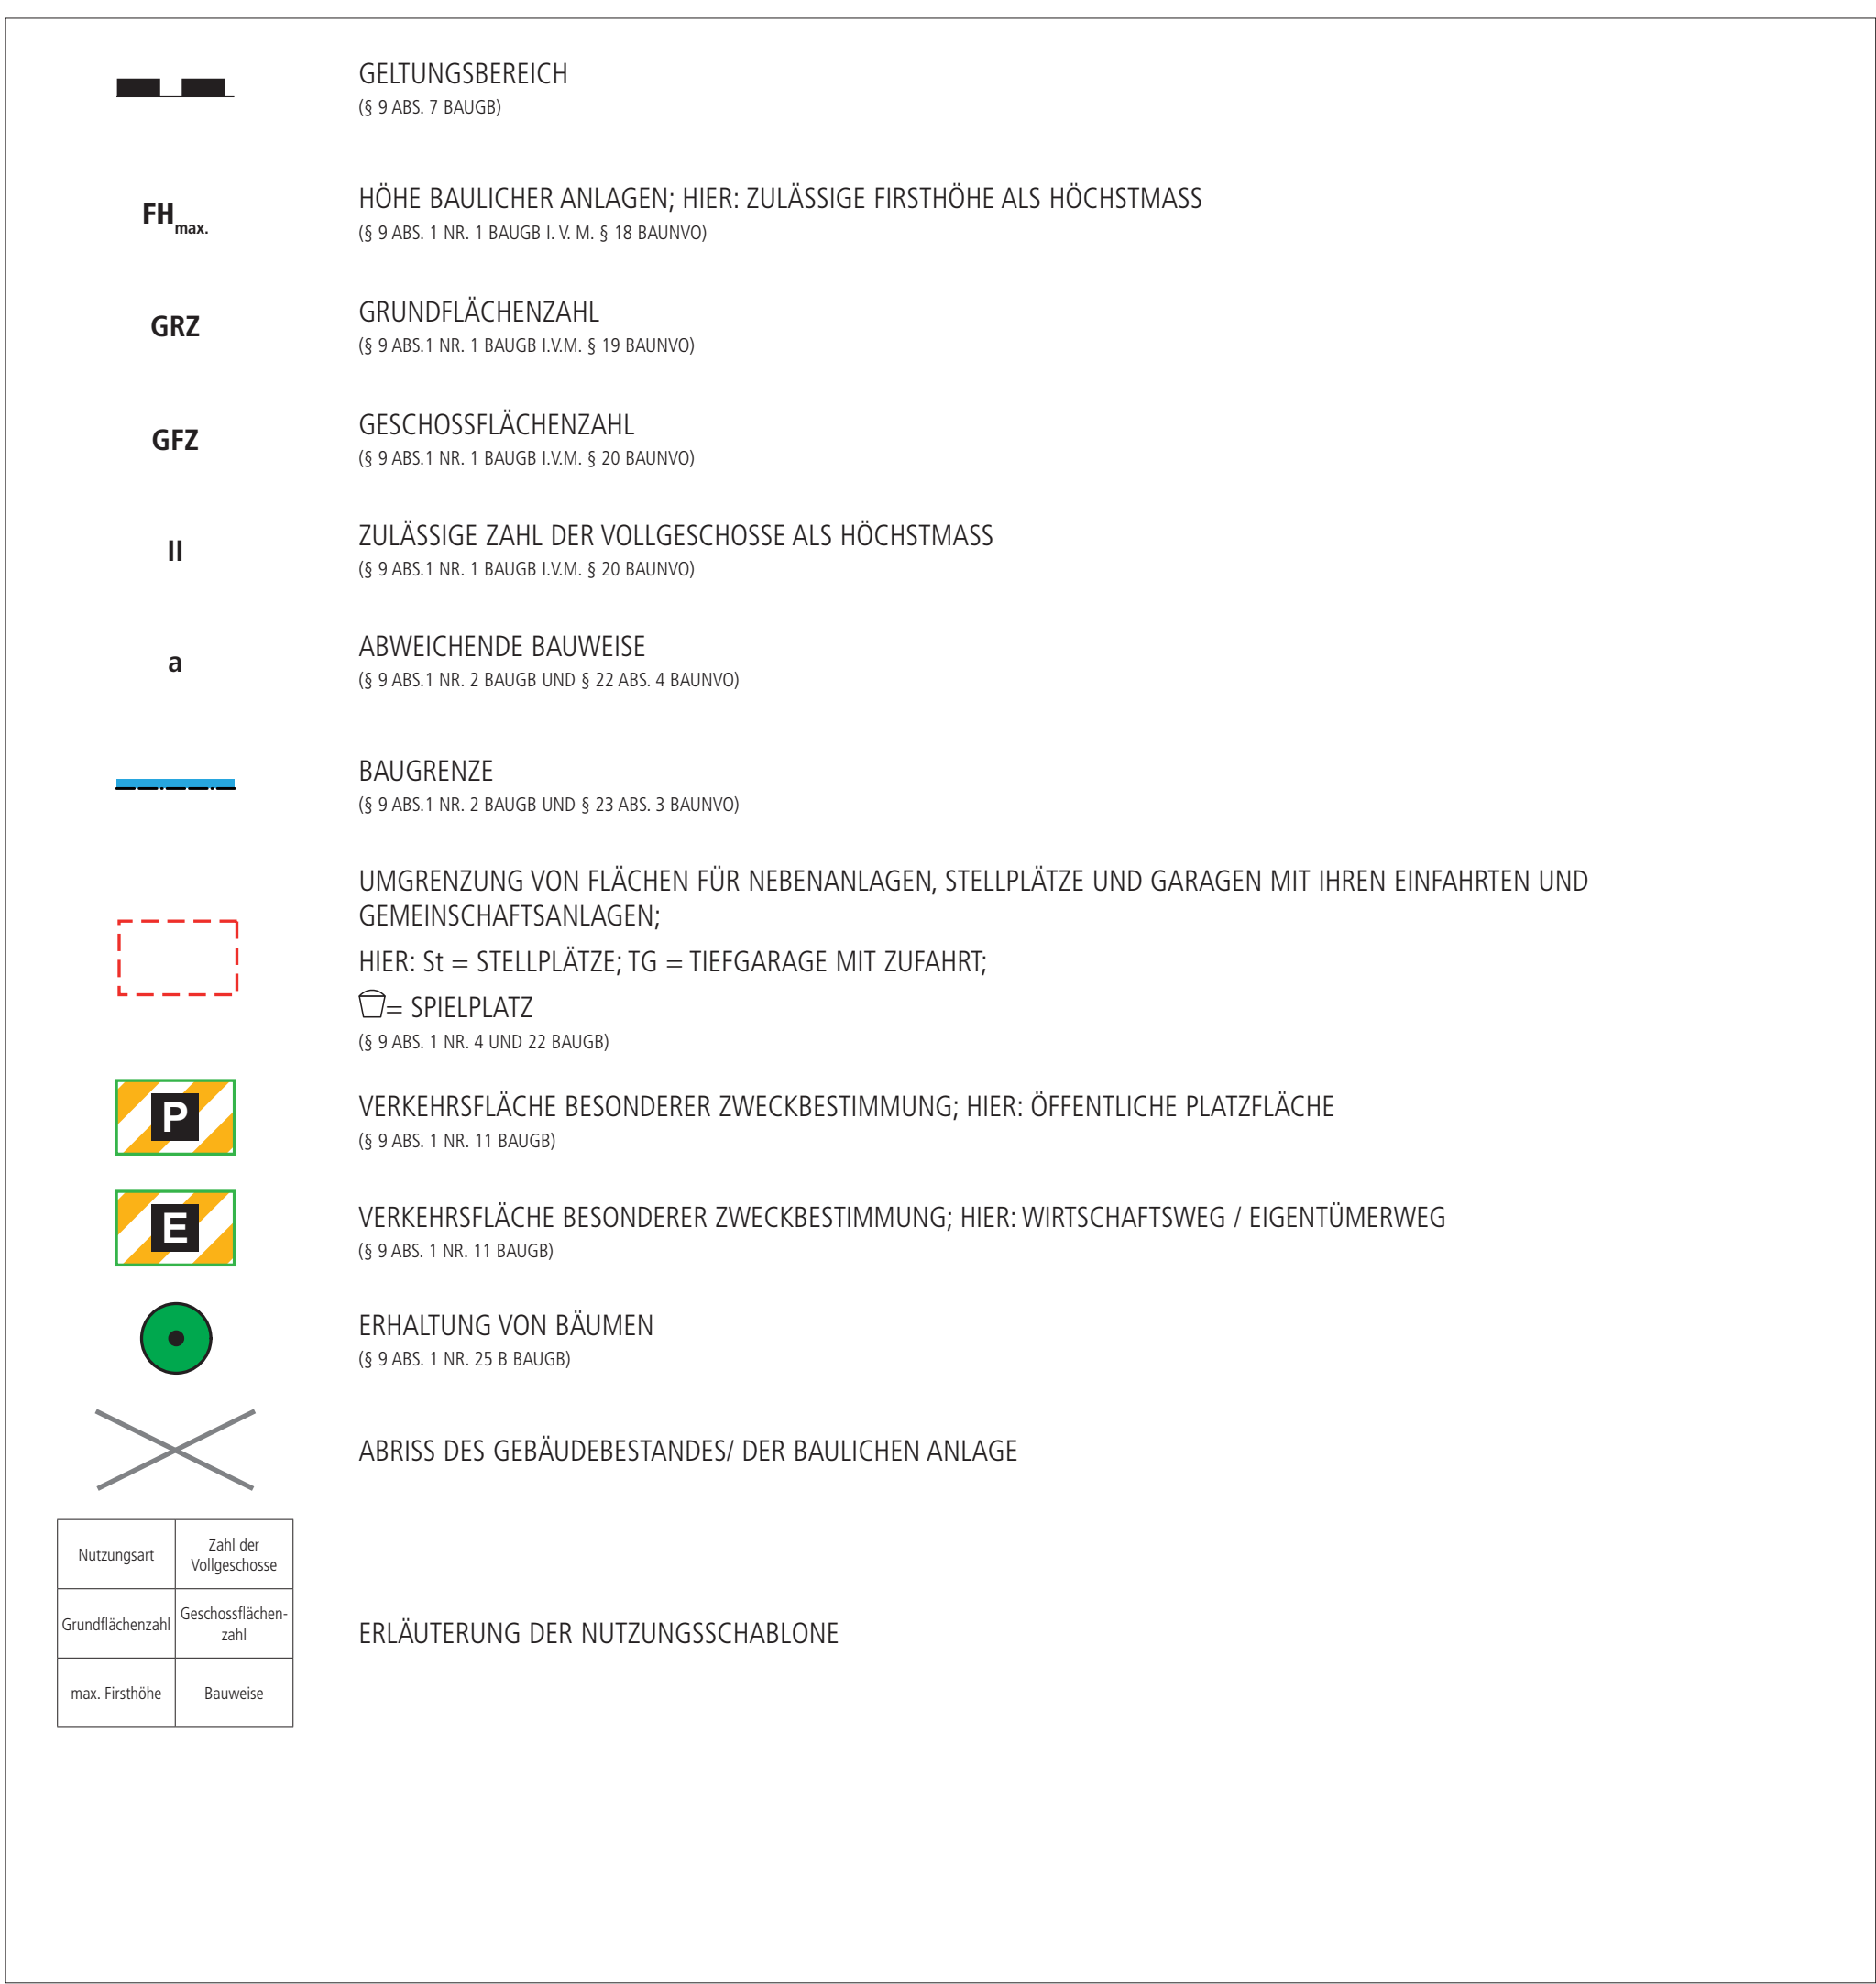 GELTUNGSBEREICH
(§ 9 ABS. 7 BAUGB)
FHmax.
HÖHE BAULICHER ANLAGEN; HIER: ZULÄSSIGE FIRSTHÖHE ALS HÖCHSTMASS
(§ 9 ABS. 1 NR. 1 BAUGB I. V. M. § 18 BAUNVO)
GRZ
GRUNDFLÄCHENZAHL
(§ 9 ABS.1 NR. 1 BAUGB I.V.M. § 19 BAUNVO)
GFZ
GESCHOSSFLÄCHENZAHL
(§ 9 ABS.1 NR. 1 BAUGB I.V.M. § 20 BAUNVO)
II
ZULÄSSIGE ZAHL DER VOLLGESCHOSSE ALS HÖCHSTMASS
(§ 9 ABS.1 NR. 1 BAUGB I.V.M. § 20 BAUNVO)
a
ABWEICHENDE BAUWEISE
(§ 9 ABS.1 NR. 2 BAUGB UND § 22 ABS. 4 BAUNVO)
BAUGRENZE
(§ 9 ABS.1 NR. 2 BAUGB UND § 23 ABS. 3 BAUNVO)
UMGRENZUNG VON FLÄCHEN FÜR NEBENANLAGEN, STELLPLÄTZE UND GARAGEN MIT IHREN EINFAHRTEN UND
GEMEINSCHAFTSANLAGEN;
HIER: St = STELLPLÄTZE; TG = TIEFGARAGE MIT ZUFAHRT;
= SPIELPLATZ
(§ 9 ABS. 1 NR. 4 UND 22 BAUGB)
P
VERKEHRSFLÄCHE BESONDERER ZWECKBESTIMMUNG; HIER: ÖFFENTLICHE PLATZFLÄCHE
(§ 9 ABS. 1 NR. 11 BAUGB)
E
VERKEHRSFLÄCHE BESONDERER ZWECKBESTIMMUNG; HIER: WIRTSCHAFTSWEG / EIGENTÜMERWEG
(§ 9 ABS. 1 NR. 11 BAUGB)
ERHALTUNG VON BÄUMEN
(§ 9 ABS. 1 NR. 25 B BAUGB)
ABRISS DES GEBÄUDEBESTANDES/ DER BAULICHEN ANLAGE
Nutzungsart
Zahl der
Vollgeschosse
Grundflächenzahl
Geschossflächen-
zahl
max. Firsthöhe
Bauweise
ERLÄUTERUNG DER NUTZUNGSSCHABLONE